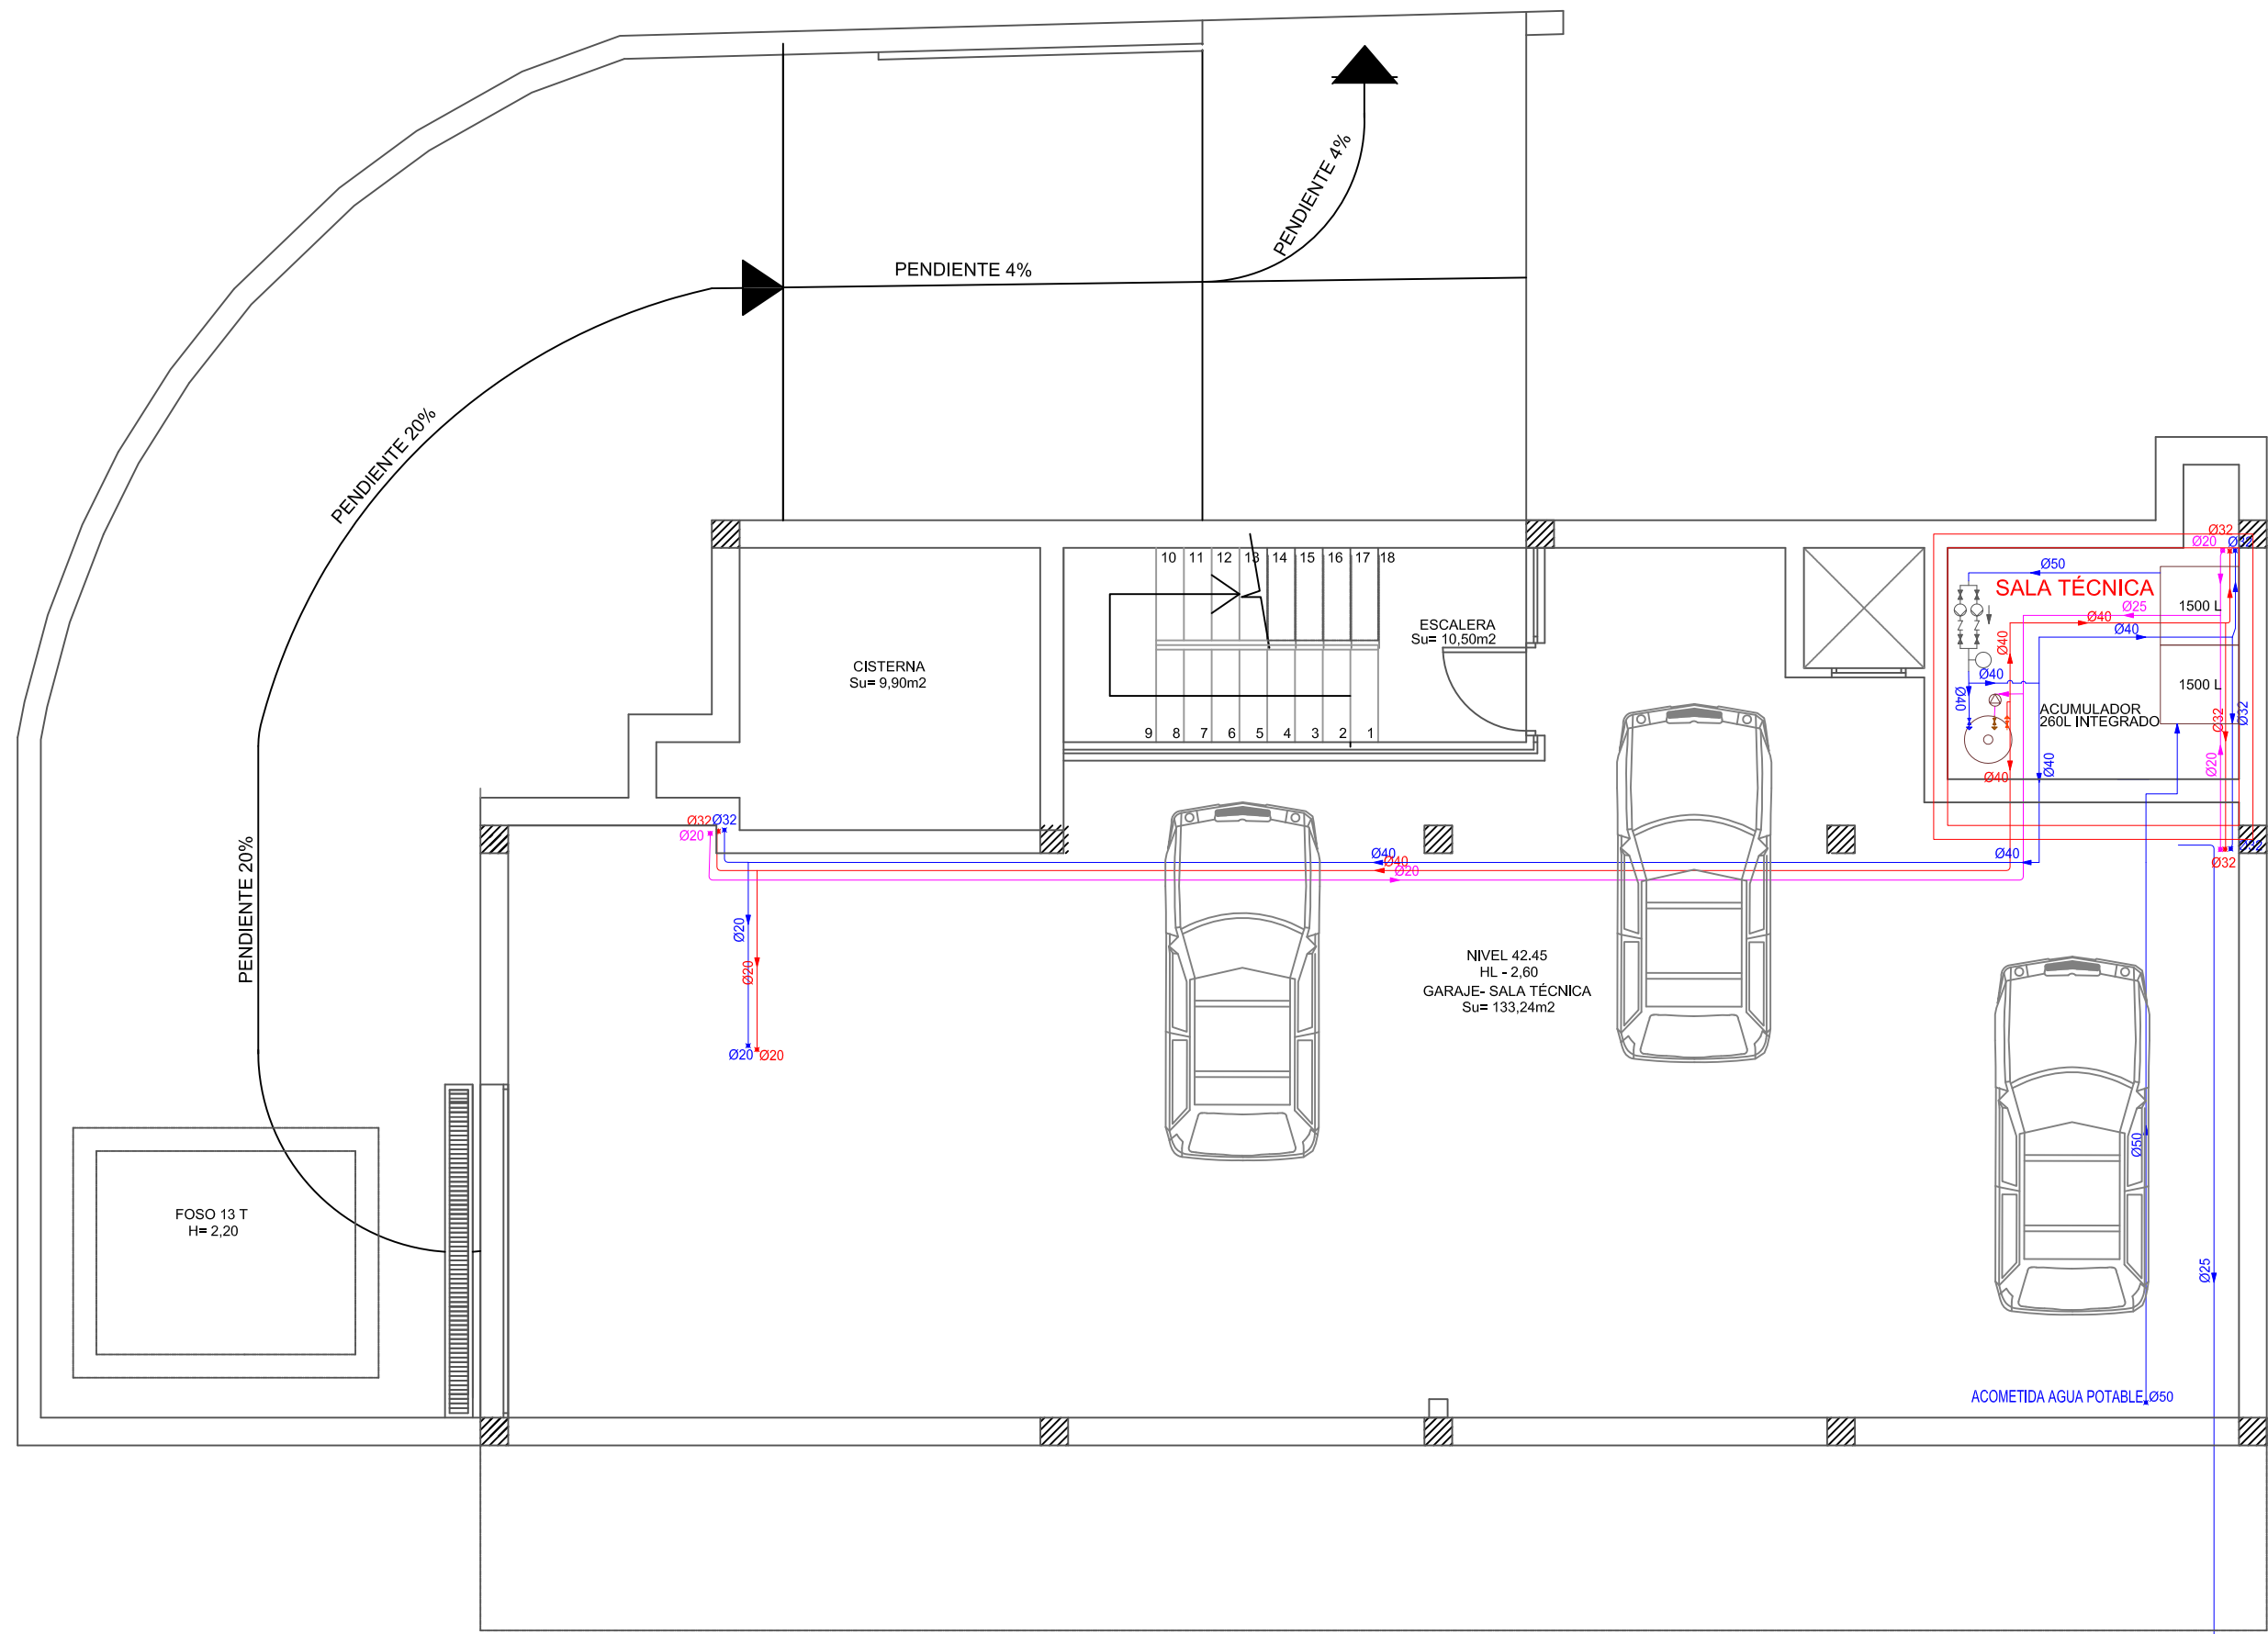 PENDIENTE 4%
PENDIENTE 4%
PENDIENTE 20%
PENDIENTE 20%
10 11 12 13 14 15 16 17 18
9 8 7 6 5 4 3 2 1
ESCALERA
Su= 10,50m2
CISTERNA
Su= 9,90m2
Ø32
Ø20
Ø32
Ø50
SALA TÉCNICA
1500 L
Ø25
Ø40
Ø40
Ø40
Ø40
Ø40
1500 L
ACUMULADOR
260L INTEGRADO
Ø32
Ø32
Ø20
Ø40
Ø40
Ø32
Ø32
Ø20
Ø40
Ø40
Ø20
Ø40
Ø32
Ø32
Ø20
Ø20
Ø20
Ø20
NIVEL 42.45
HL - 2,60
GARAJE- SALA TÉCNICA
Su= 133,24m2
FOSO 13 T
H= 2,20
Ø50
Ø25
ACOMETIDA AGUA POTABLE Ø50